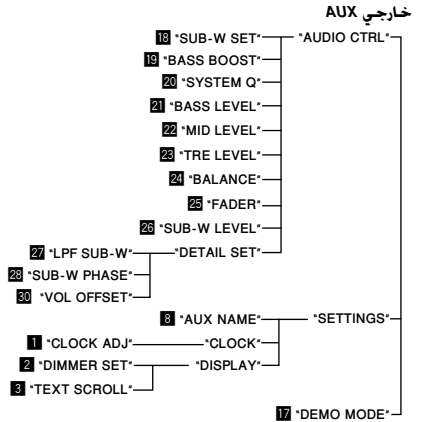 خارجي AUX
18 "SUB-W SET" "AUDIO CTRL"
19 "BASS BOOST"
20 "SYSTEM Q"
21 "BASS LEVEL"
22 "MID LEVEL"
23 "TRE LEVEL"
24 "BALANCE"
25 "FADER"
26 "SUB-W LEVEL"
27 "LPF SUB-W" "DETAIL SET"
28 "SUB-W PHASE"
30 "VOL OFFSET"
8 "AUX NAME" "SETTINGS"
1 "CLOCK ADJ" "CLOCK"
2 "DIMMER SET" "DISPLAY"
3 "TEXT SCROLL"
17 "DEMO MODE"